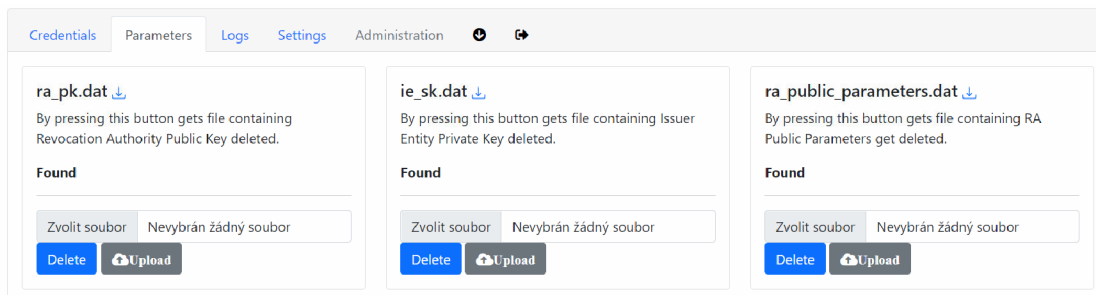 Credentials Parameters Logs Settings Administration
ra_pk.dat
By pressing this button gets file containing
Revocation Authority Public Key deleted.
Found
Zvolit soubor Nevybrán žádný soubor
Delete Upload
ie_sk.dat
By pressing this button gets file containing Issuer
Entity Private Key deleted.
Found
Zvolit soubor Nevybrán žádný soubor
Delete Upload
ra_public_parameters.dat
By pressing this button gets file containing RA
Public Parameters get deleted.
Found
Zvolit soubor Nevybrán žádný soubor
Delete Upload